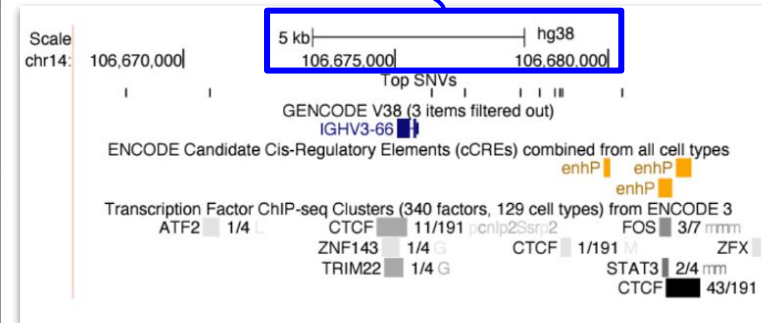 Scale 5 kb hg38
chr14: 106,670,000 106,675,000 106,680,000
Top SNVs
GENCODE V38 (3 items filtered out)
IGHV3-66
ENCODE Candidate Cis-Regulatory Elements (cCREs) combined from all cell types
enhP enhP
enhP
Transcription Factor ChIP-seq Clusters (340 factors, 129 cell types) from ENCODE 3
ATF2 1/4 L CTCF 11/191 pcnlp2Ssrp2 FOS 3/7 mmm
ZNF143 1/4 G CTCF 1/191 M ZFX
TRIM22 1/4 G STAT3 2/4 mm
CTCF 43/191